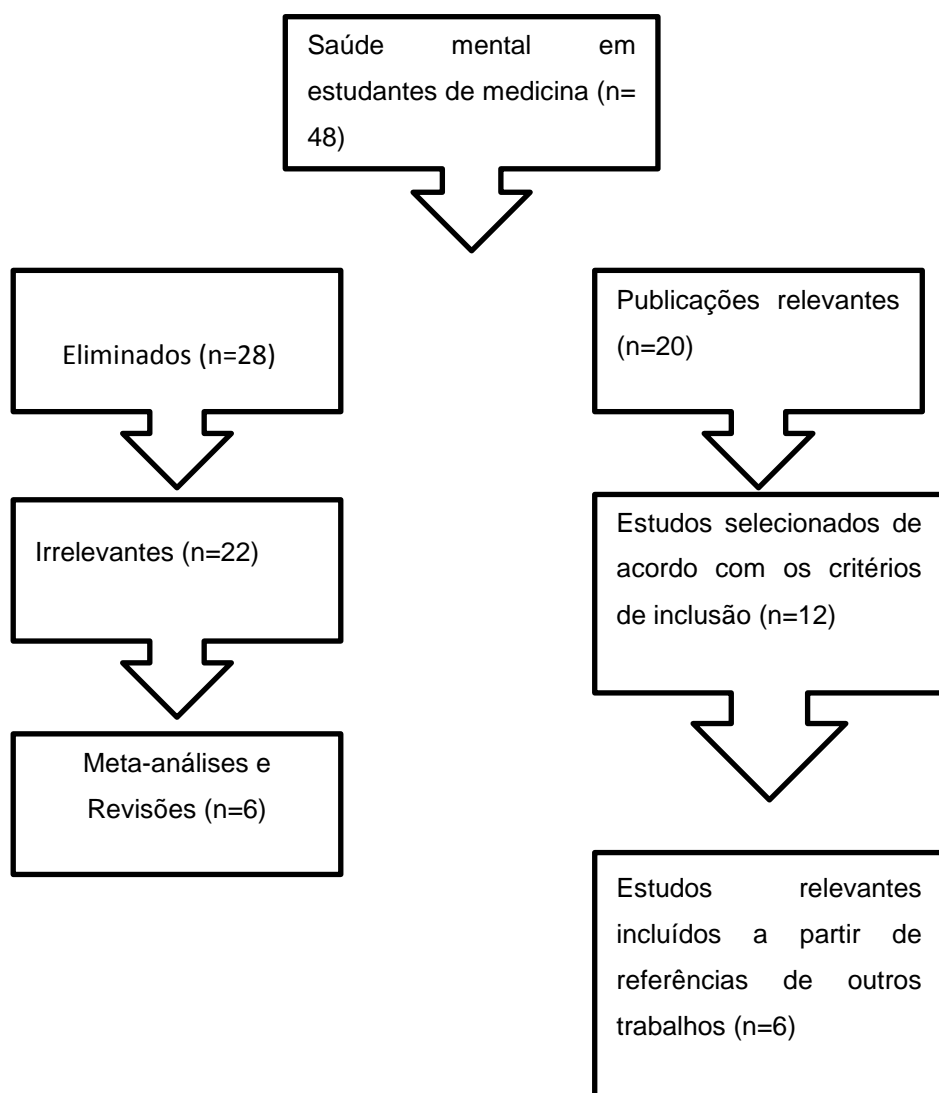 Saúde mental em
estudantes de medicina (n=
48)
Eliminados (n=28)
Publicações relevantes
(n=20)
Irrelevantes (n=22)
Estudos selecionados de
acordo com os critérios
de inclusão (n=12)
Meta-análises e
Revisões (n=6)
Estudos relevantes
incluídos a partir de
referências de outros
trabalhos (n=6)